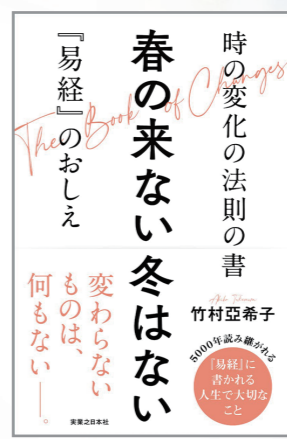 時の変化の法則の書
『易経』のおしえ
The Book of Changes
春の来ない冬はない
Akiko Takemura
竹村亞希子
変わらない
ものは、
何もない──。
5000年読み継がれる
『易経』に
書かれる
人生で大切な
こと
実業之日本社